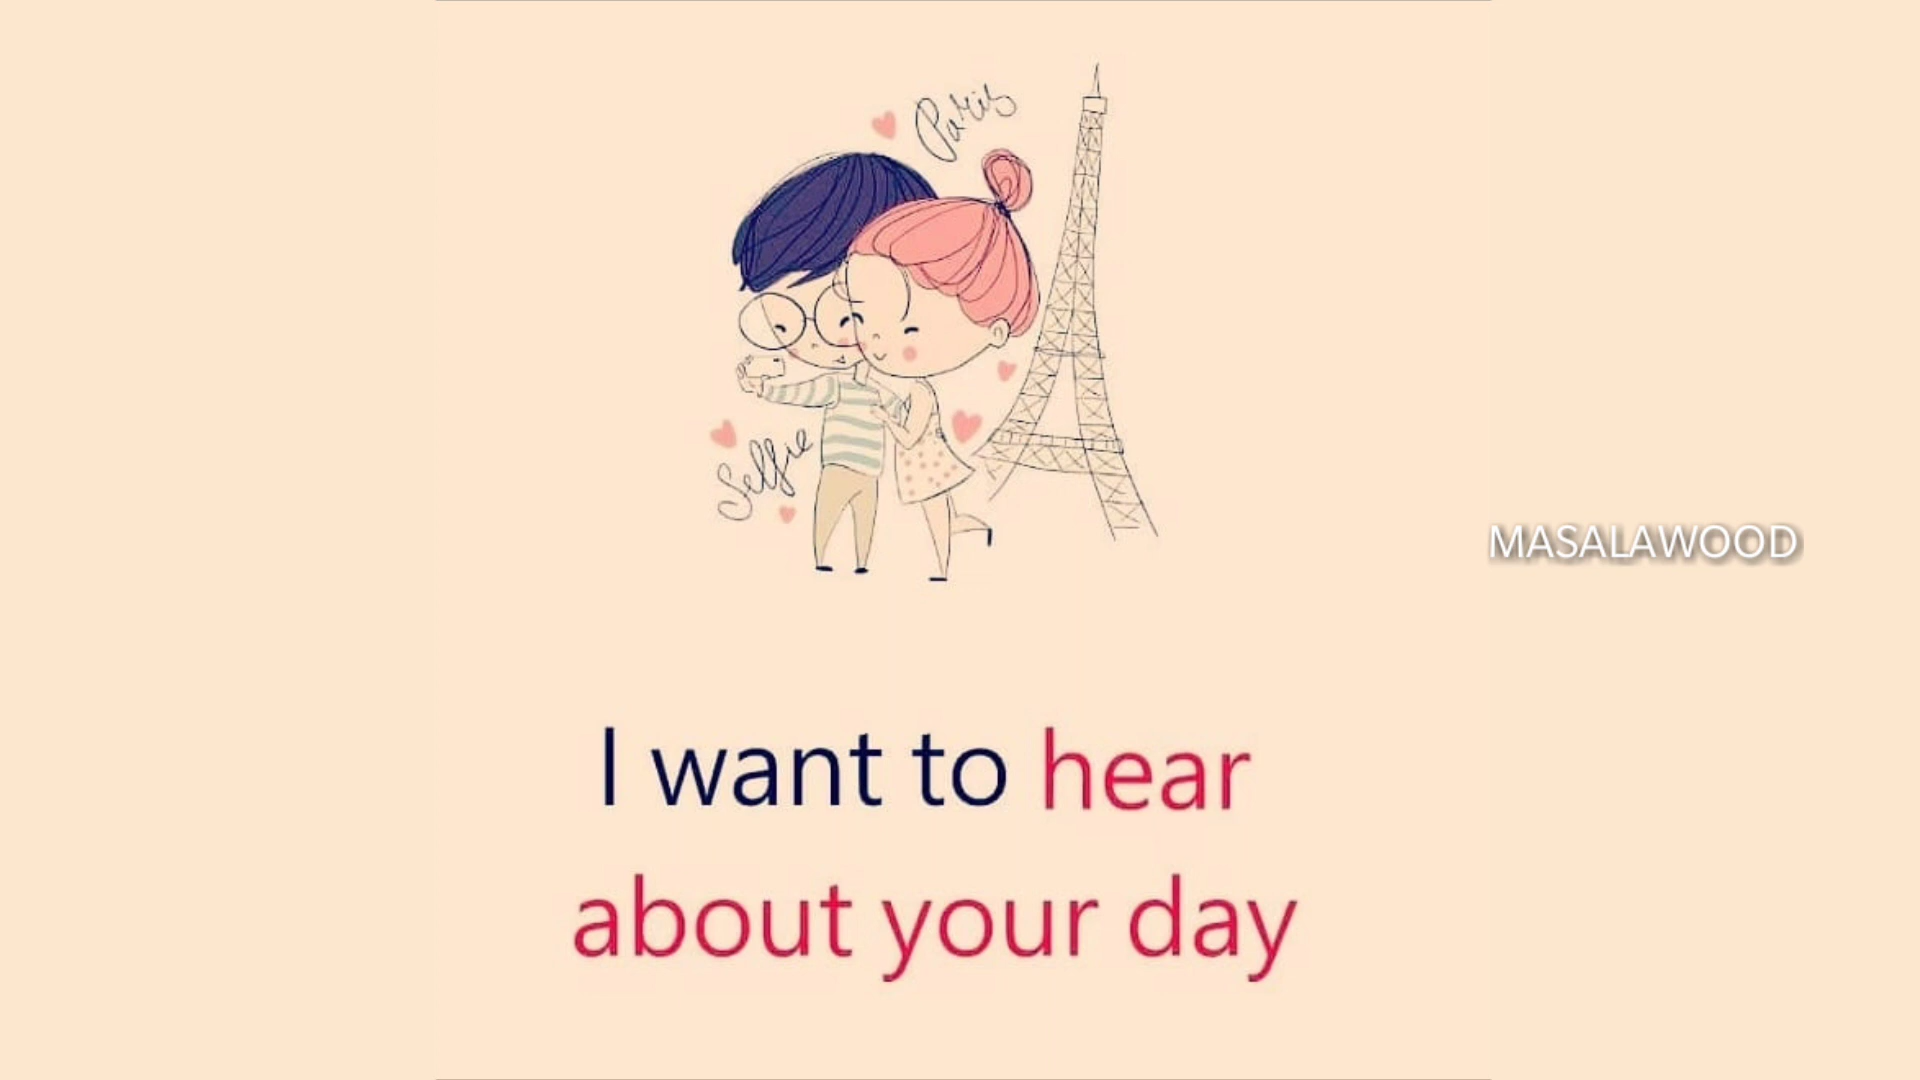 Paris
Selfie
MASALAWOOD
I want to hear
about your day